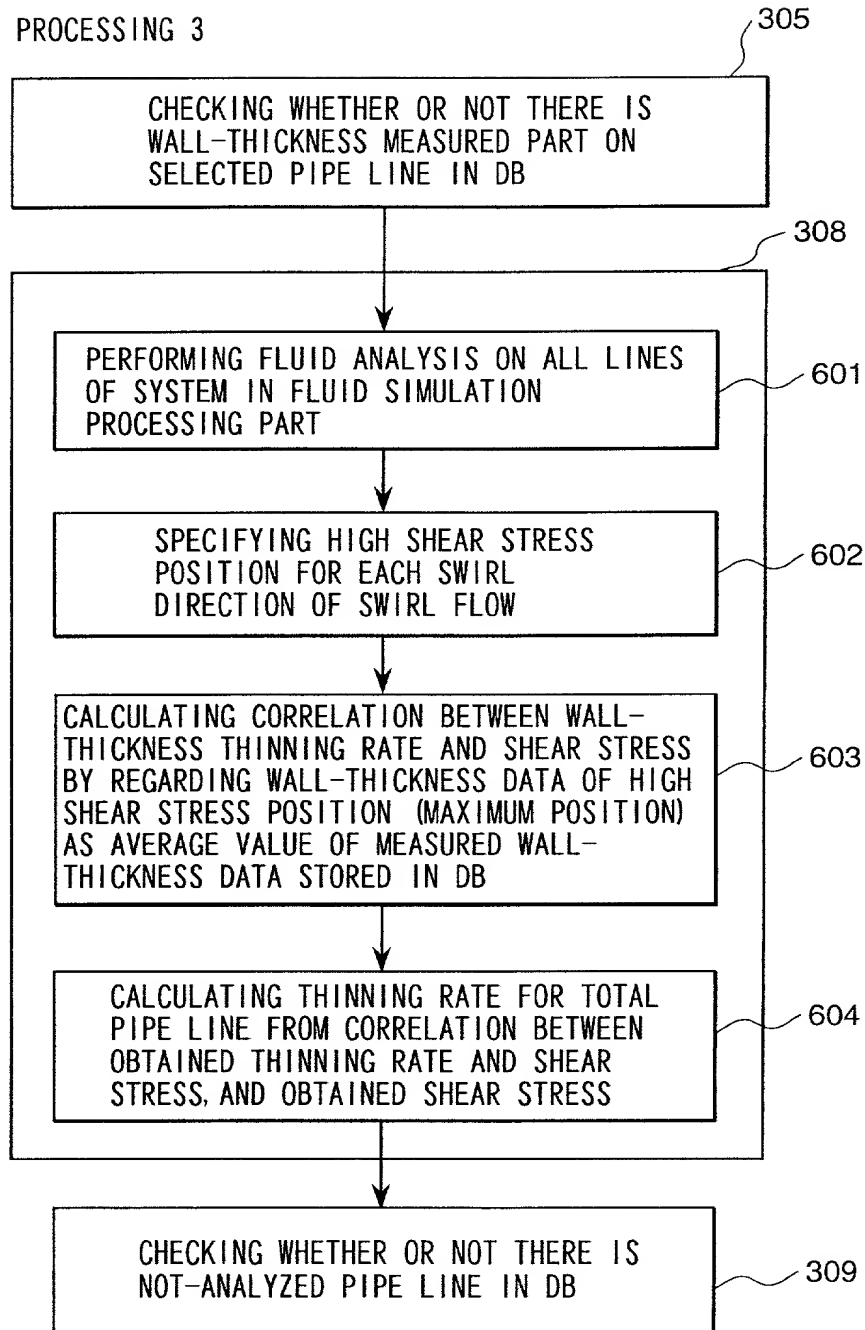 PROCESSING 3
305
CHECKING WHETHER OR NOT THERE IS
WALL-THICKNESS MEASURED PART ON
SELECTED PIPE LINE IN DB
308
PERFORMING FLUID ANALYSIS ON ALL LINES
OF SYSTEM IN FLUID SIMULATION
PROCESSING PART
601
SPECIFYING HIGH SHEAR STRESS
POSITION FOR EACH SWIRL
DIRECTION OF SWIRL FLOW
602
CALCULATING CORRELATION BETWEEN WALL-
THICKNESS THINNING RATE AND SHEAR STRESS
BY REGARDING WALL-THICKNESS DATA OF HIGH
SHEAR STRESS POSITION (MAXIMUM POSITION)
AS AVERAGE VALUE OF MEASURED WALL-
THICKNESS DATA STORED IN DB
603
CALCULATING THINNING RATE FOR TOTAL
PIPE LINE FROM CORRELATION BETWEEN
OBTAINED THINNING RATE AND SHEAR
STRESS, AND OBTAINED SHEAR STRESS
604
CHECKING WHETHER OR NOT THERE IS
NOT-ANALYZED PIPE LINE IN DB
309